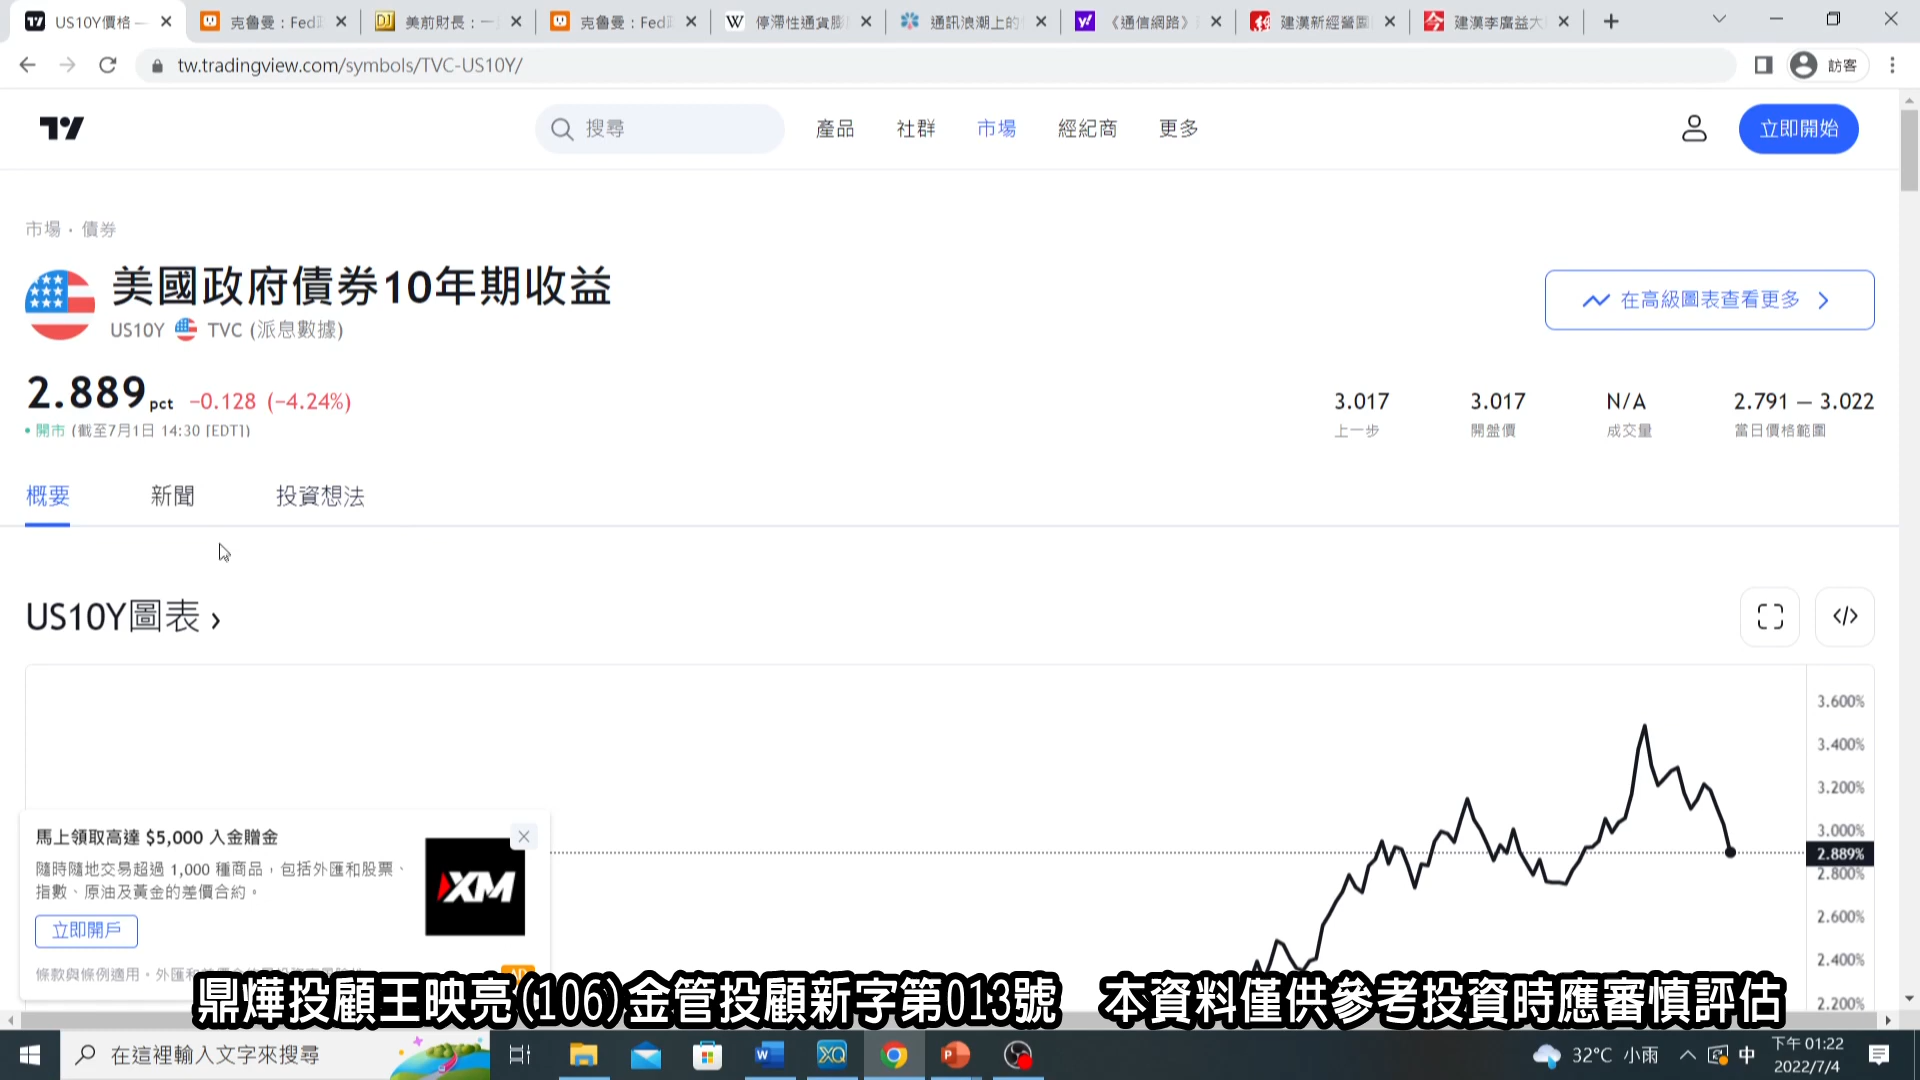 US10Y價格 —
克魯曼：Fed
美前財長：一
克魯曼：Fed
停滯性通貨膨
通訊浪潮上的
《通信網路》
建漢新經營團
建漢李廣益大
tw.tradingview.com/symbols/TVC-US10Y/
訪客
搜尋
產品
社群
市場
經紀商
更多
立即開始
市場 · 債券
美國政府債券10年期收益
US10Y TVC (派息數據)
在高級圖表查看更多
2.889 pct −0.128 (−4.24%)
• 開市 (截至7月1日 14:30 [EDT])
3.017
上一步
3.017
開盤價
N/A
成交量
2.791 — 3.022
當日價格範圍
概要
新聞
投資想法
US10Y圖表 ›
3.600%
3.400%
3.200%
3.000%
2.889%
2.800%
2.600%
2.400%
2.200%
馬上領取高達 $5,000 入金贈金
隨時隨地交易超過 1,000 種商品，包括外匯和股票、
指數、原油及黃金的差價合約。
XM
立即開戶
條款與條例適用。外匯和
鼎燁投顧王映亮(106)金管投顧新字第013號 本資料僅供參考投資時應審慎評估
在這裡輸入文字來搜尋
32°C 小雨
中
下午 01:22
2022/7/4